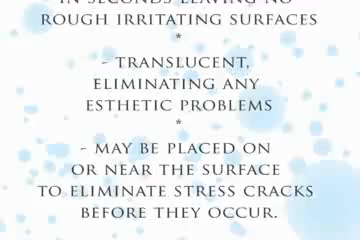 IN SECONDS LEAVING NO
ROUGH IRRITATING SURFACES
*
- TRANSLUCENT,
ELIMINATING ANY
ESTHETIC PROBLEMS
*
- MAY BE PLACED ON
OR NEAR THE SURFACE
TO ELIMINATE STRESS CRACKS
BEFORE THEY OCCUR.